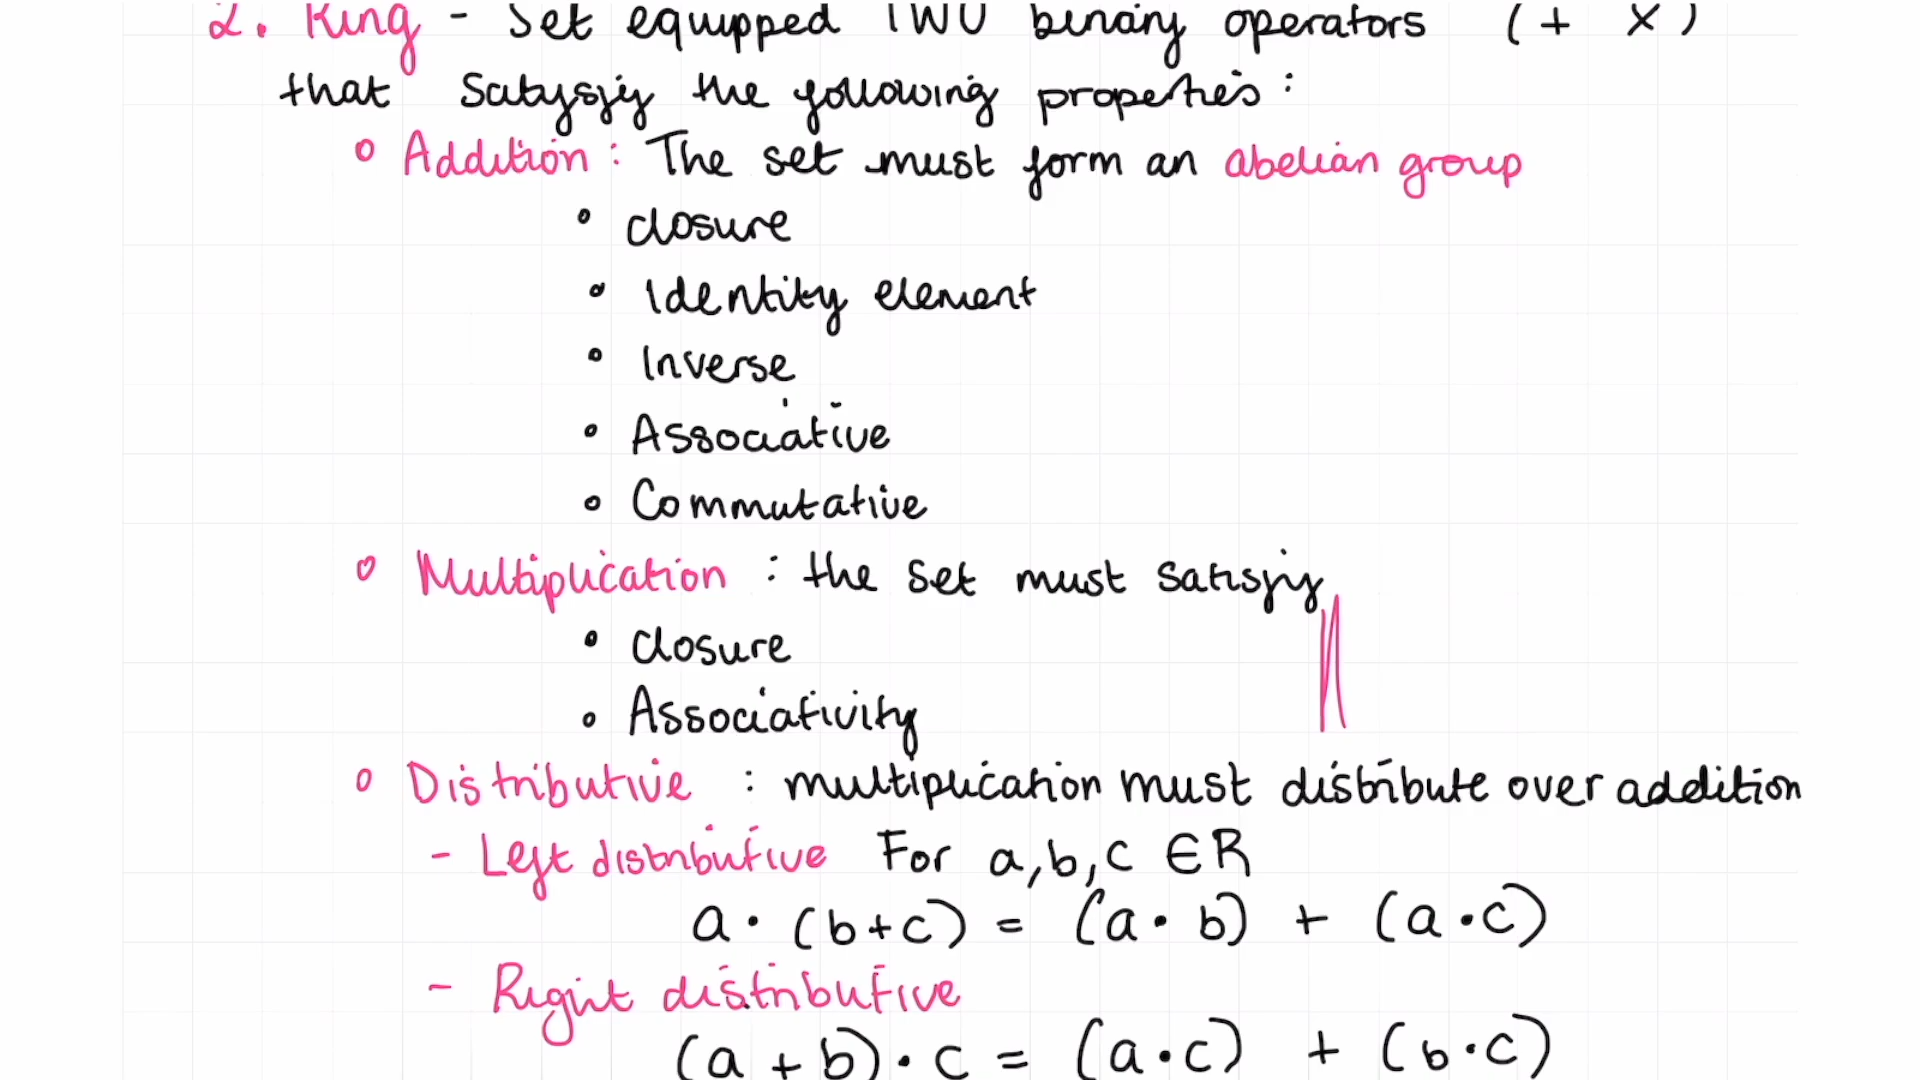 2. Ring - Set equipped TWO binary operators ( + × )
that satisfy the following properties :
Addition : The set must form an abelian group
closure
Identity element
Inverse
Associative
Commutative
Multiplication : the set must satisfy
closure
Associativity
Distributive : multiplication must distribute over addition
- Left distributive For a, b, c ∈ R
a · (b+c) = (a · b) + (a · c)
- Right distributive
(a + b) · c = (a · c) + (b · c)